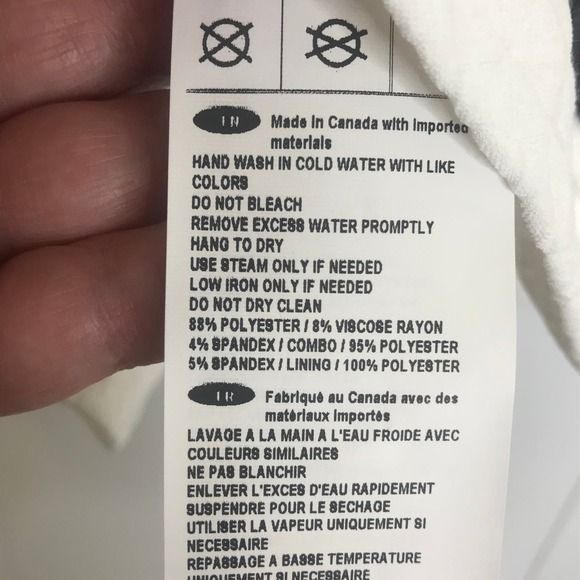 EN Made in Canada with imported
materials
HAND WASH IN COLD WATER WITH LIKE
COLORS
DO NOT BLEACH
REMOVE EXCESS WATER PROMPTLY
HANG TO DRY
USE STEAM ONLY IF NEEDED
LOW IRON ONLY IF NEEDED
DO NOT DRY CLEAN
88% POLYESTER / 8% VISCOSE RAYON
4% SPANDEX / COMBO / 95% POLYESTER
5% SPANDEX / LINING / 100% POLYESTER
FR Fabriqué au Canada avec des
matériaux importés
LAVAGE A LA MAIN A L'EAU FROIDE AVEC
COULEURS SIMILAIRES
NE PAS BLANCHIR
ENLEVER L'EXCES D'EAU RAPIDEMENT
SUSPENDRE POUR LE SECHAGE
UTILISER LA VAPEUR UNIQUEMENT SI
NECESSAIRE
REPASSAGE A BASSE TEMPERATURE
UNIQUEMENT SI NECESSAIRE